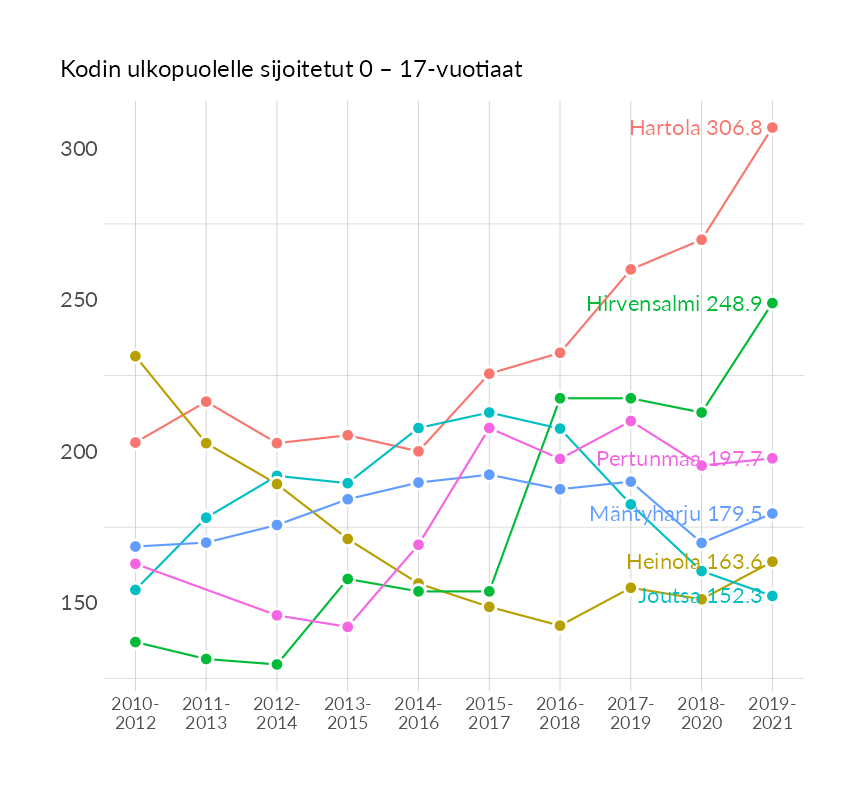 Kodin ulkopuolelle sijoitetut 0 – 17-vuotiaat
Hartola 306.8
300
Hirvensalmi 248.9
250
200
Pertunmaa 197.7
Mäntyharju 179.5
Heinola 163.6
Joutsa 152.3
150
2010-2012
2011-2013
2012-2014
2013-2015
2014-2016
2015-2017
2016-2018
2017-2019
2018-2020
2019-2021